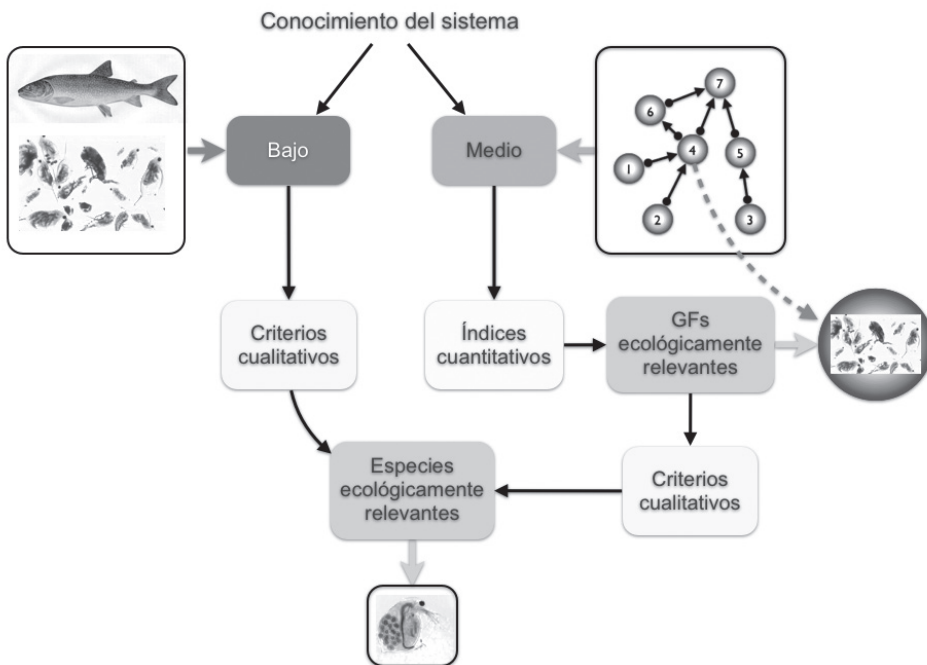 Conocimiento del sistema
Bajo
Medio
7
6
4
5
1
2
3
Criterios
cualitativos
Índices
cuantitativos
GFs
ecológicamente
relevantes
Especies
ecológicamente
relevantes
Criterios
cualitativos